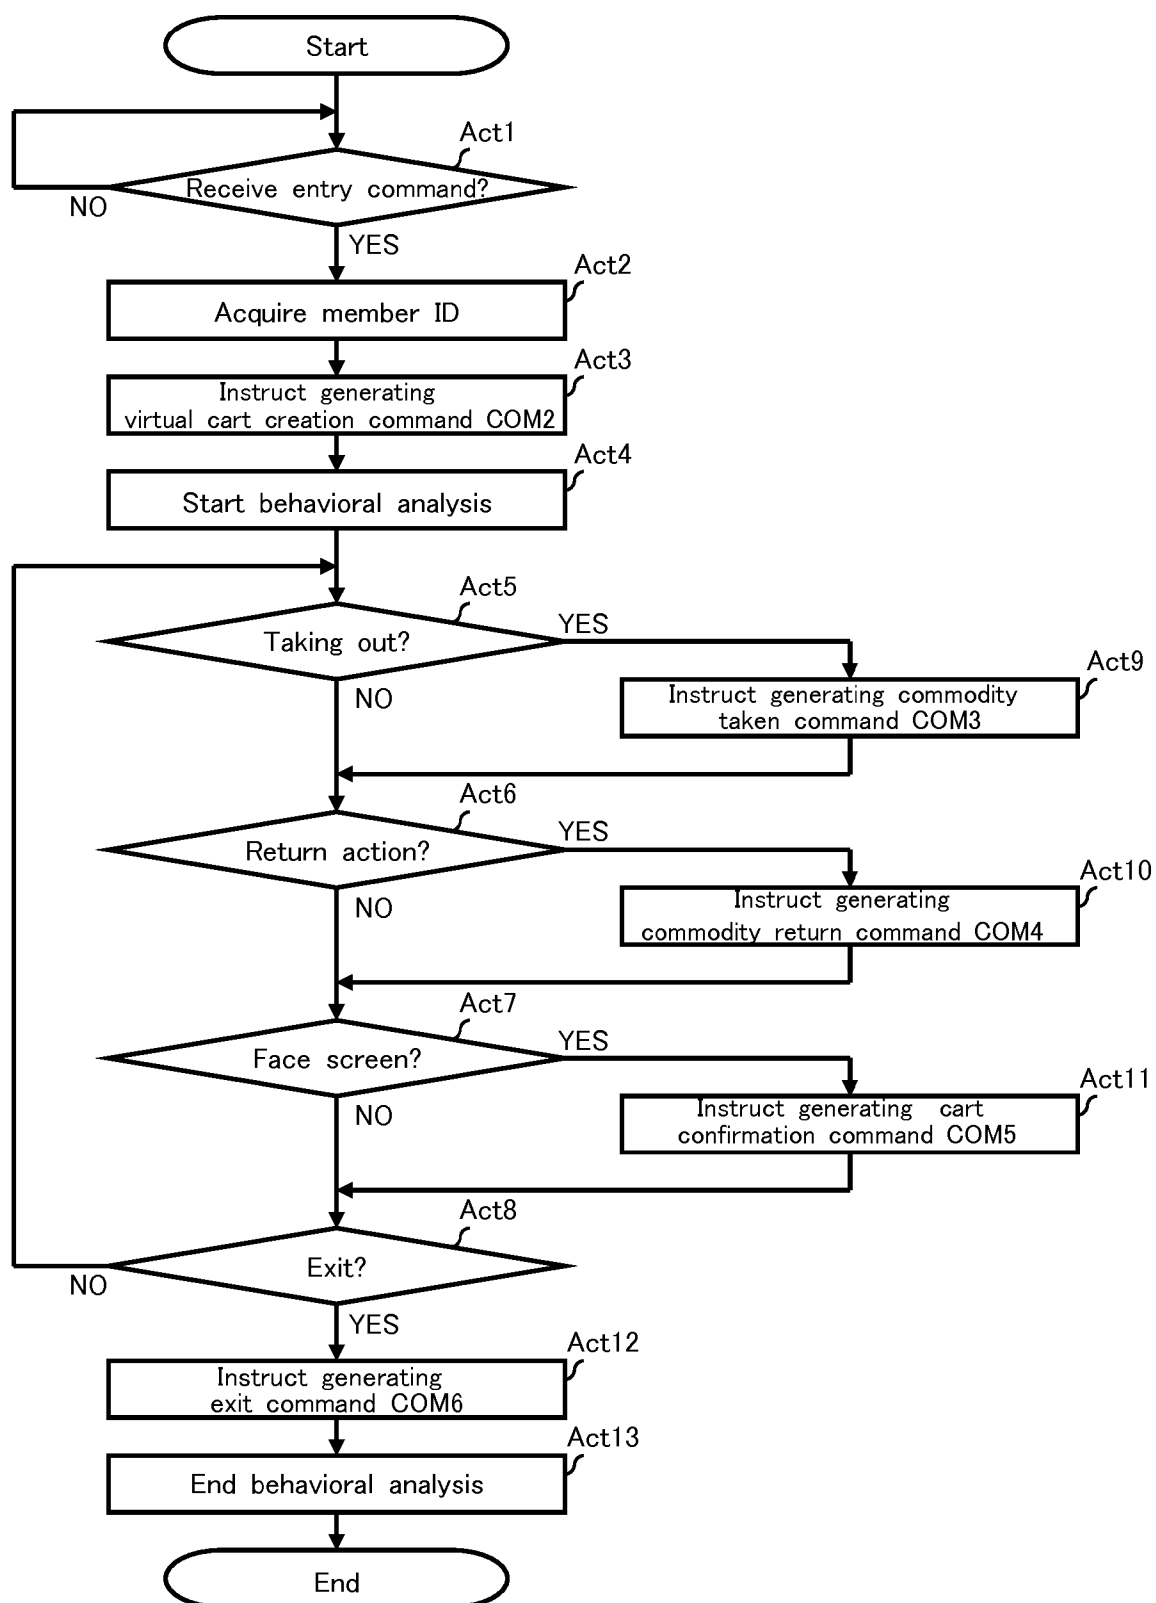 Start
Act1
Receive entry command?
NO
YES
Act2
Acquire member ID
Act3
Instruct generating
virtual cart creation command COM2
Act4
Start behavioral analysis
Act5
Taking out?
YES
NO
Act9
Instruct generating commodity
taken command COM3
Act6
Return action?
YES
NO
Act10
Instruct generating
commodity return command COM4
Act7
Face screen?
YES
NO
Act11
Instruct generating cart
confirmation command COM5
Act8
Exit?
NO
YES
Act12
Instruct generating
exit command COM6
Act13
End behavioral analysis
End